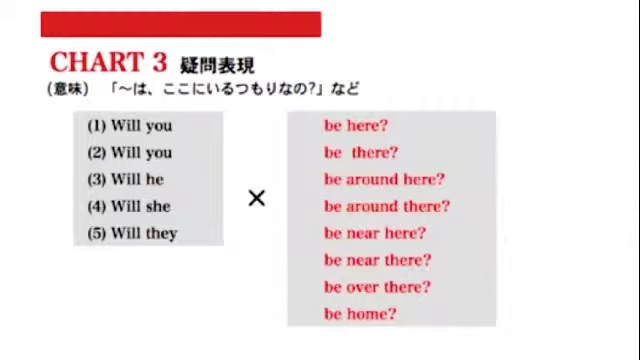 CHART 3 疑問表現
(意味) 「～は、ここにいるつもりなの?」など
(1) Will you
(2) Will you
(3) Will he
(4) Will she
(5) Will they
×
be here?
be there?
be around here?
be around there?
be near here?
be near there?
be over there?
be home?